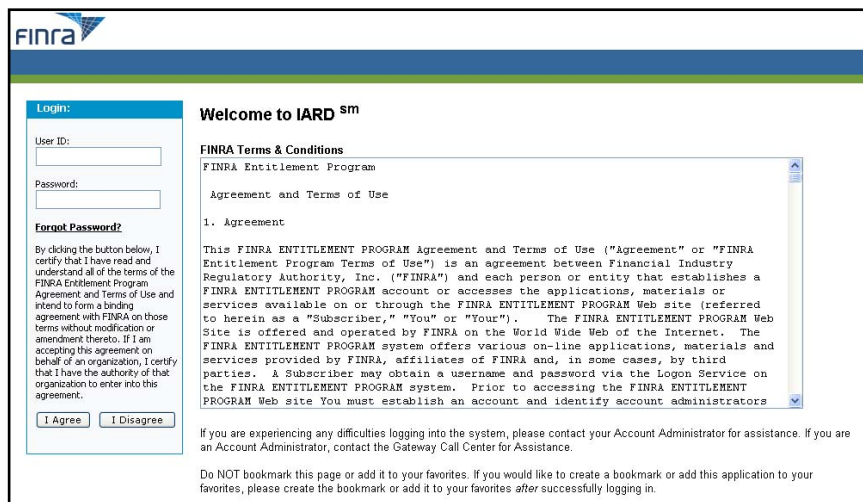 Finra
Login:
User ID:
Password:
Forgot Password?
By clicking the button below, I
certify that I have read and
understand all of the terms of the
FINRA Entitlement Program
Agreement and Terms of Use and
intend to form a binding
agreement with FINRA on those
terms without modification or
amendment thereto. If I am
accepting this agreement on
behalf of an organization, I certify
that I have the authority of that
organization to enter into this
agreement.
I Agree I Disagree
Welcome to IARD sm
FINRA Terms & Conditions
FINRA Entitlement Program
Agreement and Terms of Use
1. Agreement
This FINRA ENTITLEMENT PROGRAM Agreement and Terms of Use ("Agreement" or "FINRA
Entitlement Program Terms of Use") is an agreement between Financial Industry
Regulatory Authority, Inc. ("FINRA") and each person or entity that establishes a
FINRA ENTITLEMENT PROGRAM account or accesses the applications, materials or
services available on or through the FINRA ENTITLEMENT PROGRAM Web site (referred
to herein as a "Subscriber," "You" or "Your"). The FINRA ENTITLEMENT PROGRAM Web
Site is offered and operated by FINRA on the World Wide Web of the Internet. The
FINRA ENTITLEMENT PROGRAM system offers various on-line applications, materials and
services provided by FINRA, affiliates of FINRA and, in some cases, by third
parties. A Subscriber may obtain a username and password via the Logon Service on
the FINRA ENTITLEMENT PROGRAM system. Prior to accessing the FINRA ENTITLEMENT
PROGRAM Web site You must establish an account and identify account administrators
If you are experiencing any difficulties logging into the system, please contact your Account Administrator for assistance. If you are
an Account Administrator, contact the Gateway Call Center for Assistance.
Do NOT bookmark this page or add it to your favorites. If you would like to create a bookmark or add this application to your
favorites, please create the bookmark or add it to your favorites after successfully logging in.